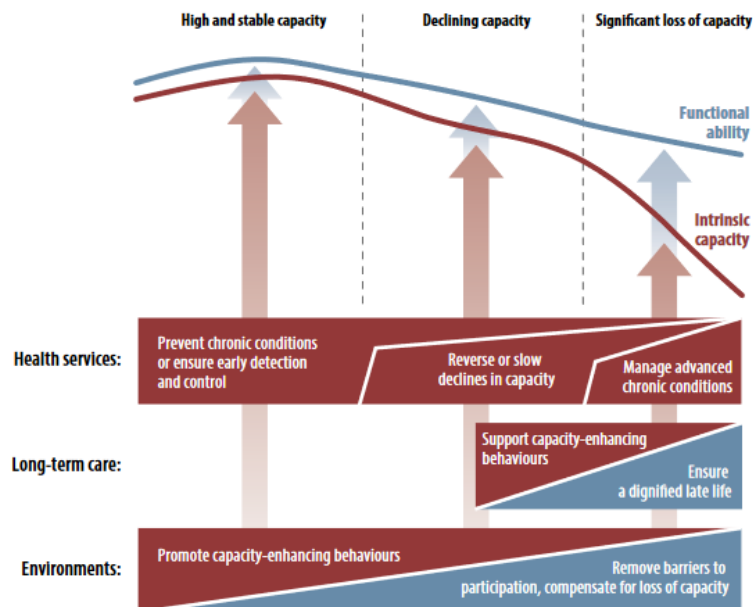 High and stable capacity
Declining capacity
Significant loss of capacity
Functional
ability
Intrinsic
capacity
Health services:
Prevent chronic conditions
or ensure early detection
and control
Reverse or slow
declines in capacity
Manage advanced
chronic conditions
Long-term care:
Support capacity-enhancing
behaviours
Ensure
a dignified late life
Environments:
Promote capacity-enhancing behaviours
Remove barriers to
participation, compensate for loss of capacity